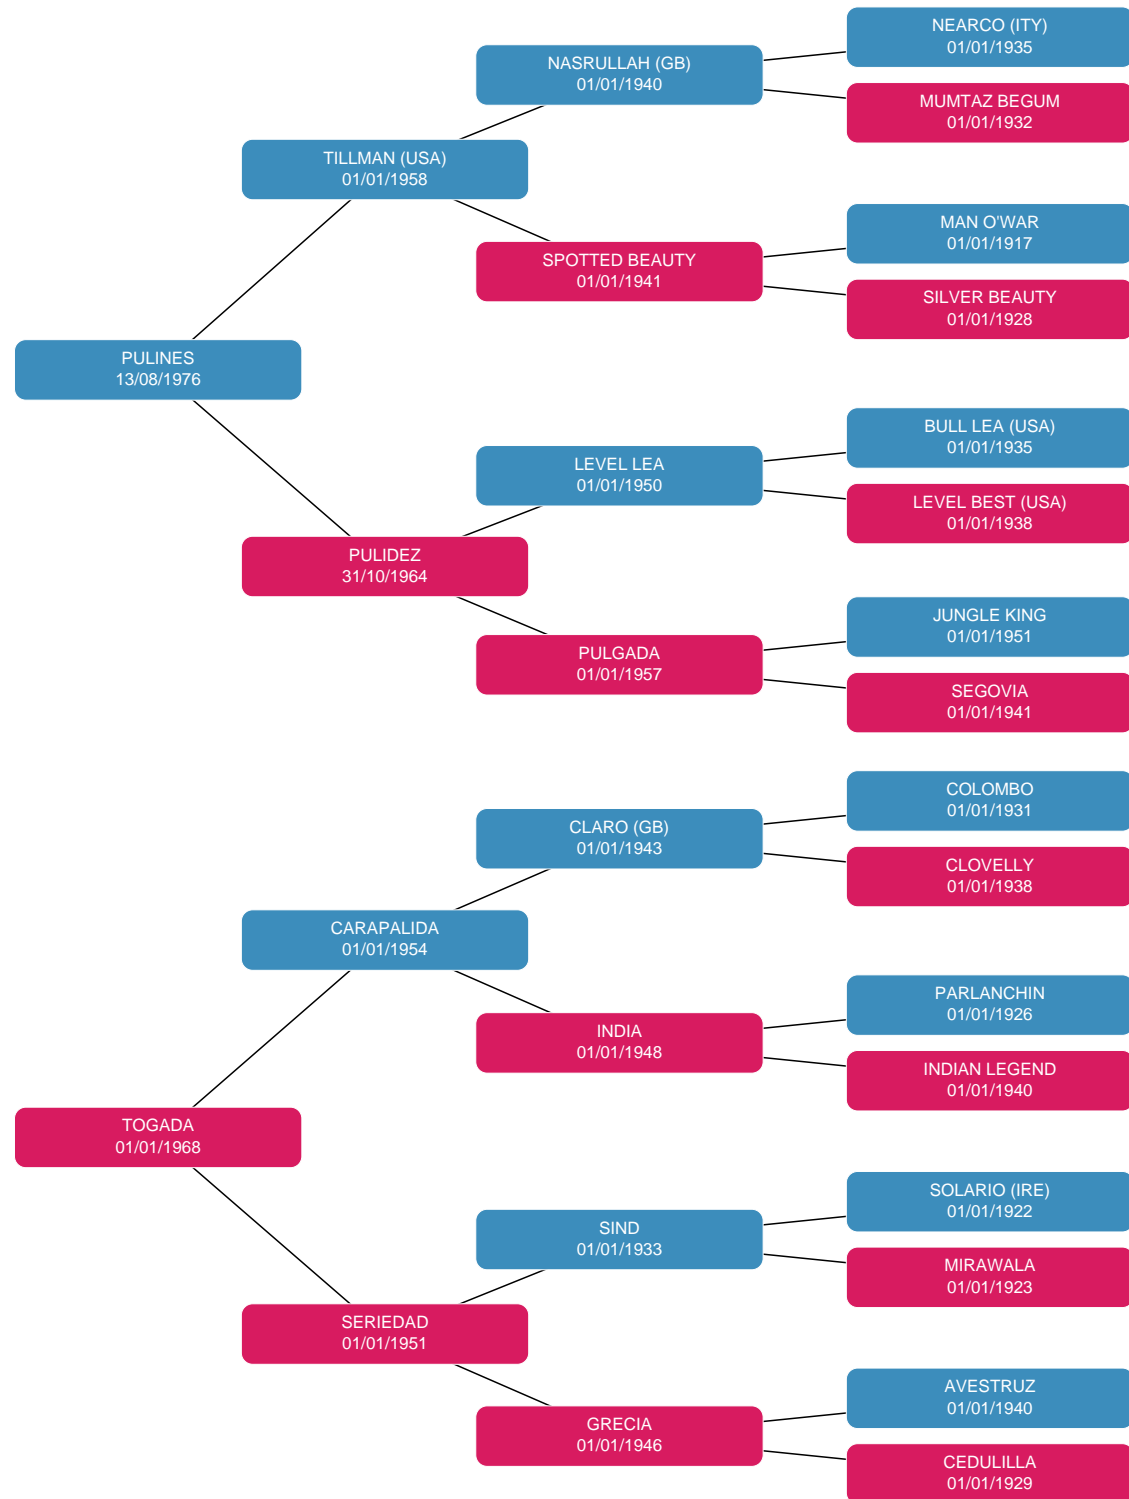 NEARCO (ITY)
01/01/1935
NASRULLAH (GB)
01/01/1940
MUMTAZ BEGUM
01/01/1932
TILLMAN (USA)
01/01/1958
MAN O'WAR
01/01/1917
SPOTTED BEAUTY
01/01/1941
SILVER BEAUTY
01/01/1928
PULINES
13/08/1976
BULL LEA (USA)
01/01/1935
LEVEL LEA
01/01/1950
LEVEL BEST (USA)
01/01/1938
PULIDEZ
31/10/1964
JUNGLE KING
01/01/1951
PULGADA
01/01/1957
SEGOVIA
01/01/1941
COLOMBO
01/01/1931
CLARO (GB)
01/01/1943
CLOVELLY
01/01/1938
CARAPALIDA
01/01/1954
PARLANCHIN
01/01/1926
INDIA
01/01/1948
INDIAN LEGEND
01/01/1940
TOGADA
01/01/1968
SOLARIO (IRE)
01/01/1922
SIND
01/01/1933
MIRAWALA
01/01/1923
SERIEDAD
01/01/1951
AVESTRUZ
01/01/1940
GRECIA
01/01/1946
CEDULILLA
01/01/1929